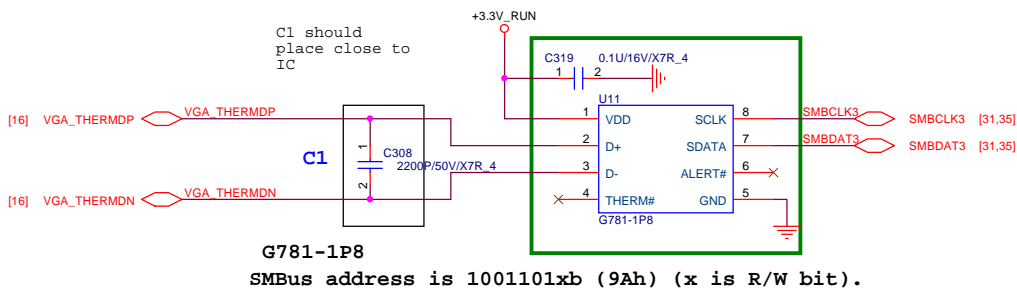 +3.3V_RUN
C1 should
place close to
IC
C319
0.1U/16V/X7R_4
1
2
U11
[16]
VGA_THERMDP
VGA_THERMDP
1
VDD
SCLK
8
SMBCLK3
SMBCLK3
[31,35]
2
D+
SDATA
7
SMBDAT3
SMBDAT3
[31,35]
C1
1
C308
2200P/50V/X7R_4
2
3
D-
ALERT#
6
[16]
VGA_THERMDN
VGA_THERMDN
4
THERM#
GND
5
G781-1P8
G781-1P8
SMBus address is 1001101xb (9Ah) (x is R/W bit).